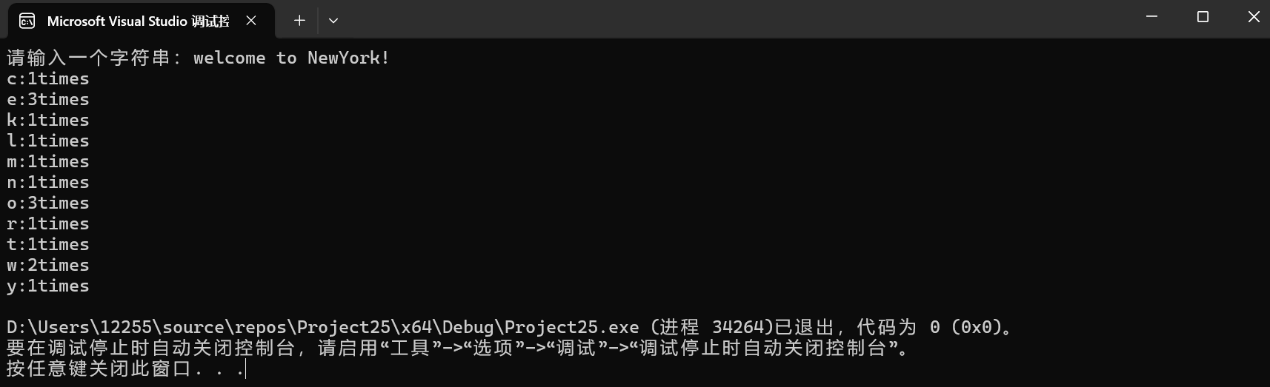 Microsoft Visual Studio 调试控
请输入一个字符串：welcome to NewYork!
c:1times
e:3times
k:1times
l:1times
m:1times
n:1times
o:3times
r:1times
t:1times
w:2times
y:1times
D:\Users\12255\source\repos\Project25\x64\Debug\Project25.exe (进程 34264)已退出，代码为 0 (0x0)。
要在调试停止时自动关闭控制台，请启用“工具”->“选项”->“调试”->“调试停止时自动关闭控制台”。
按任意键关闭此窗口. . .